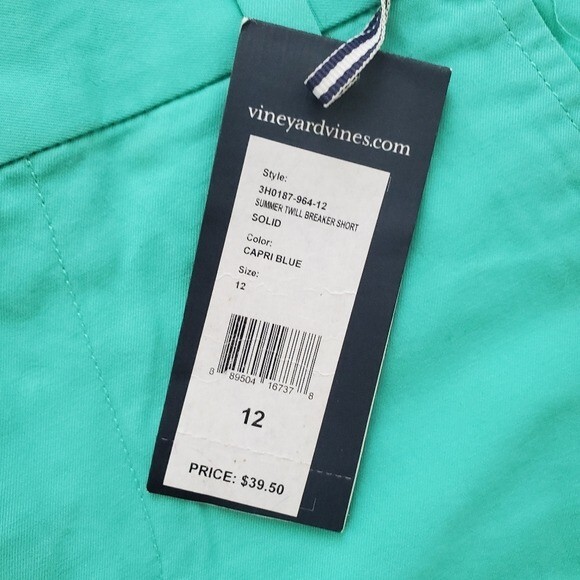 vineyardvines.com
Style:
3H0187-964-12
SUMMER TWILL BREAKER SHORT
SOLID
Color:
CAPRI BLUE
Size:
12
8 89504 16737 8
12
PRICE: $39.50